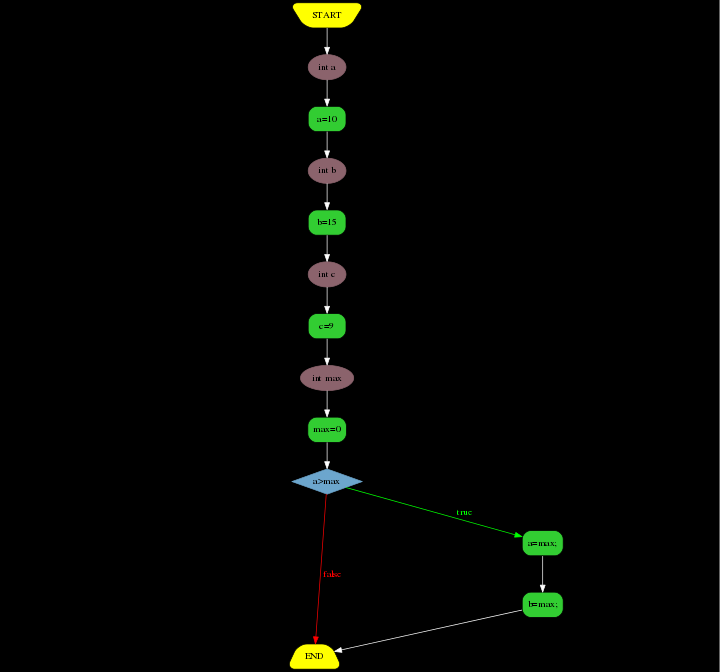 START
int a
a=10
int b
b=15
int c
c=9
int max
max=0
a>max
true
a=max;
false
b=max;
END